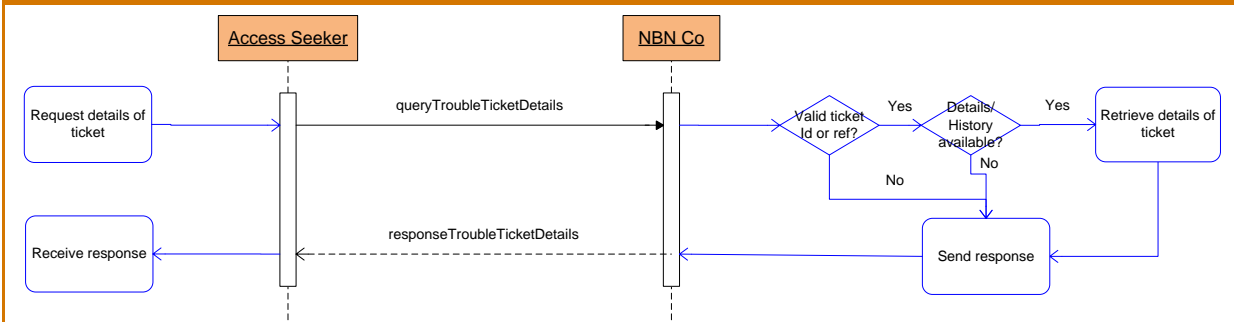 Access Seeker
NBN Co
Request details of
ticket
queryTroubleTicketDetails
Valid ticket
Id or ref?
Yes
Details/
History
available?
Yes
Retrieve details of
ticket
No
No
Receive response
responseTroubleTicketDetails
Send response